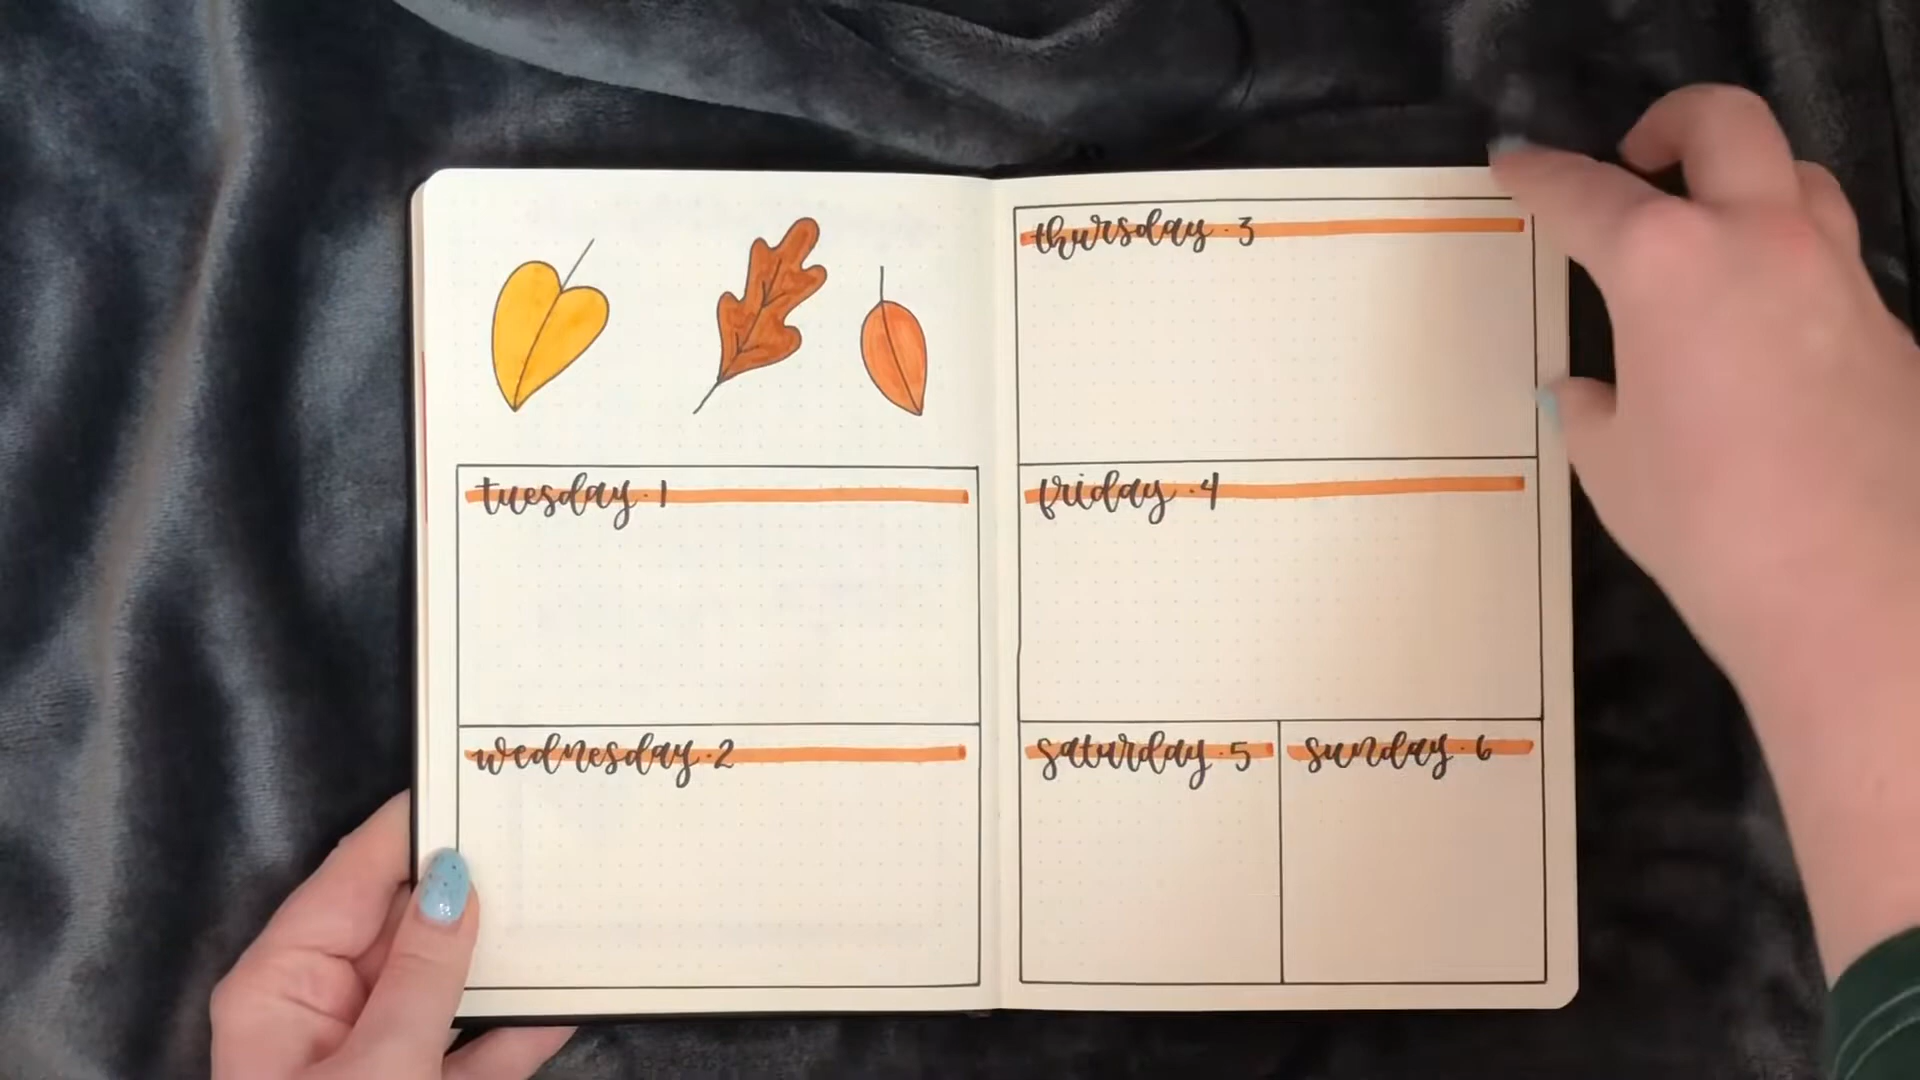 tuesday · 1
wednesday · 2
thursday · 3
friday · 4
saturday · 5
sunday · 6